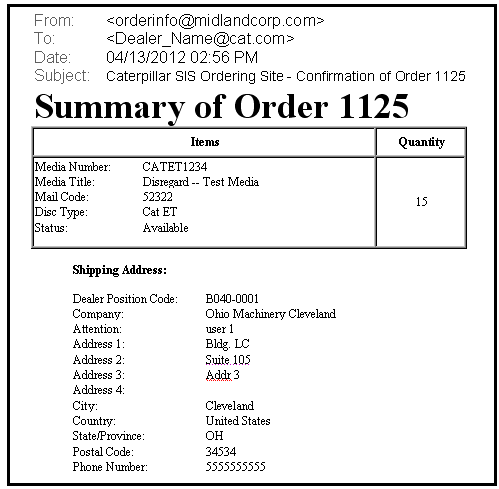 From: <orderinfo@midlandcorp.com>
To: <Dealer_Name@cat.com>
Date: 04/13/2012 02:56 PM
Subject: Caterpillar SIS Ordering Site - Confirmation of Order 1125
Summary of Order 1125
Items Quantity
Media Number: CATET1234
Media Title: Disregard -- Test Media
Mail Code: 52322
Disc Type: Cat ET
Status: Available
15
Shipping Address:
Dealer Position Code: B040-0001
Company: Ohio Machinery Cleveland
Attention: user 1
Address 1: Bldg. LC
Address 2: Suite 105
Address 3: Addr 3
Address 4:
City: Cleveland
Country: United States
State/Province: OH
Postal Code: 34534
Phone Number: 5555555555